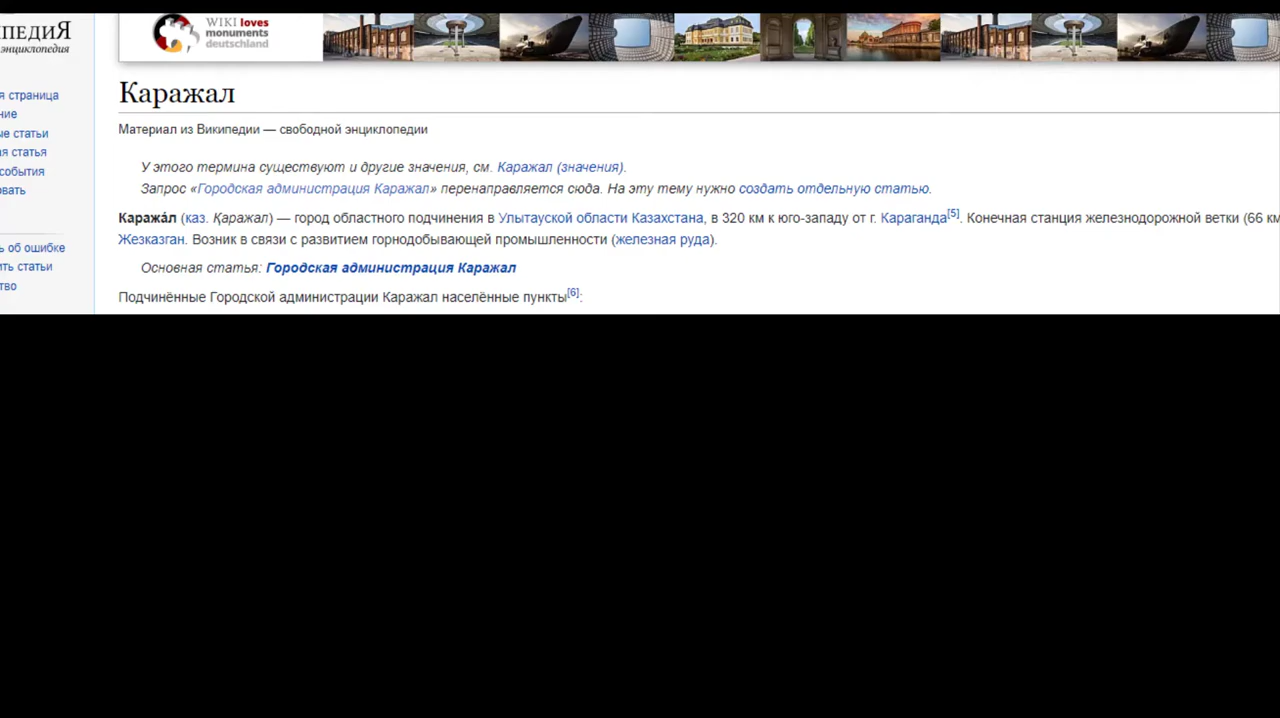 ПЕДИЯ
энциклопедия
WIKI loves
monuments
deutschland
я страница
ние
ые статьи
ая статья
события
овать
ь об ошибке
ить статьи
тво
Каражал
Материал из Википедии — свободной энциклопедии
У этого термина существуют и другие значения, см. Каражал (значения).
Запрос «Городская администрация Каражал» перенаправляется сюда. На эту тему нужно создать отдельную статью.
Каража́л (каз. Қаражал) — город областного подчинения в Улытауской области Казахстана, в 320 км к юго-западу от г. Караганда[5]. Конечная станция железнодорожной ветки (66 км
Жезказган. Возник в связи с развитием горнодобывающей промышленности (железная руда).
Основная статья: Городская администрация Каражал
Подчинённые Городской администрации Каражал населённые пункты[6]: